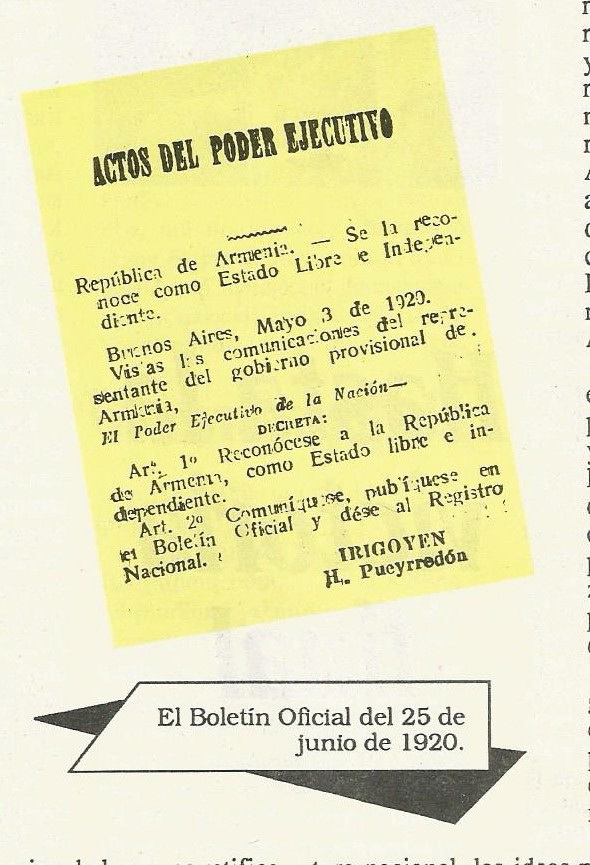 ACTOS DEL PODER EJECUTIVO
República de Armenia. — Se la reco-
noce como Estado Libre e Indepen-
diente.
Buenos Aires, Mayo 3 de 1920.
Vistas las comunicaciones del repre-
sentante del gobierno provisional de
Armenia,
El Poder Ejecutivo de la Nación—
DECRETA:
Art. 1º Reconócese a la República
de Armenia, como Estado libre e in-
dependiente.
Art. 2º Comuníquese, publíquese en
el Boletín Oficial y dése al Registro
Nacional.
IRIGOYEN
H. Pueyrredón
El Boletín Oficial del 25 de
junio de 1920.